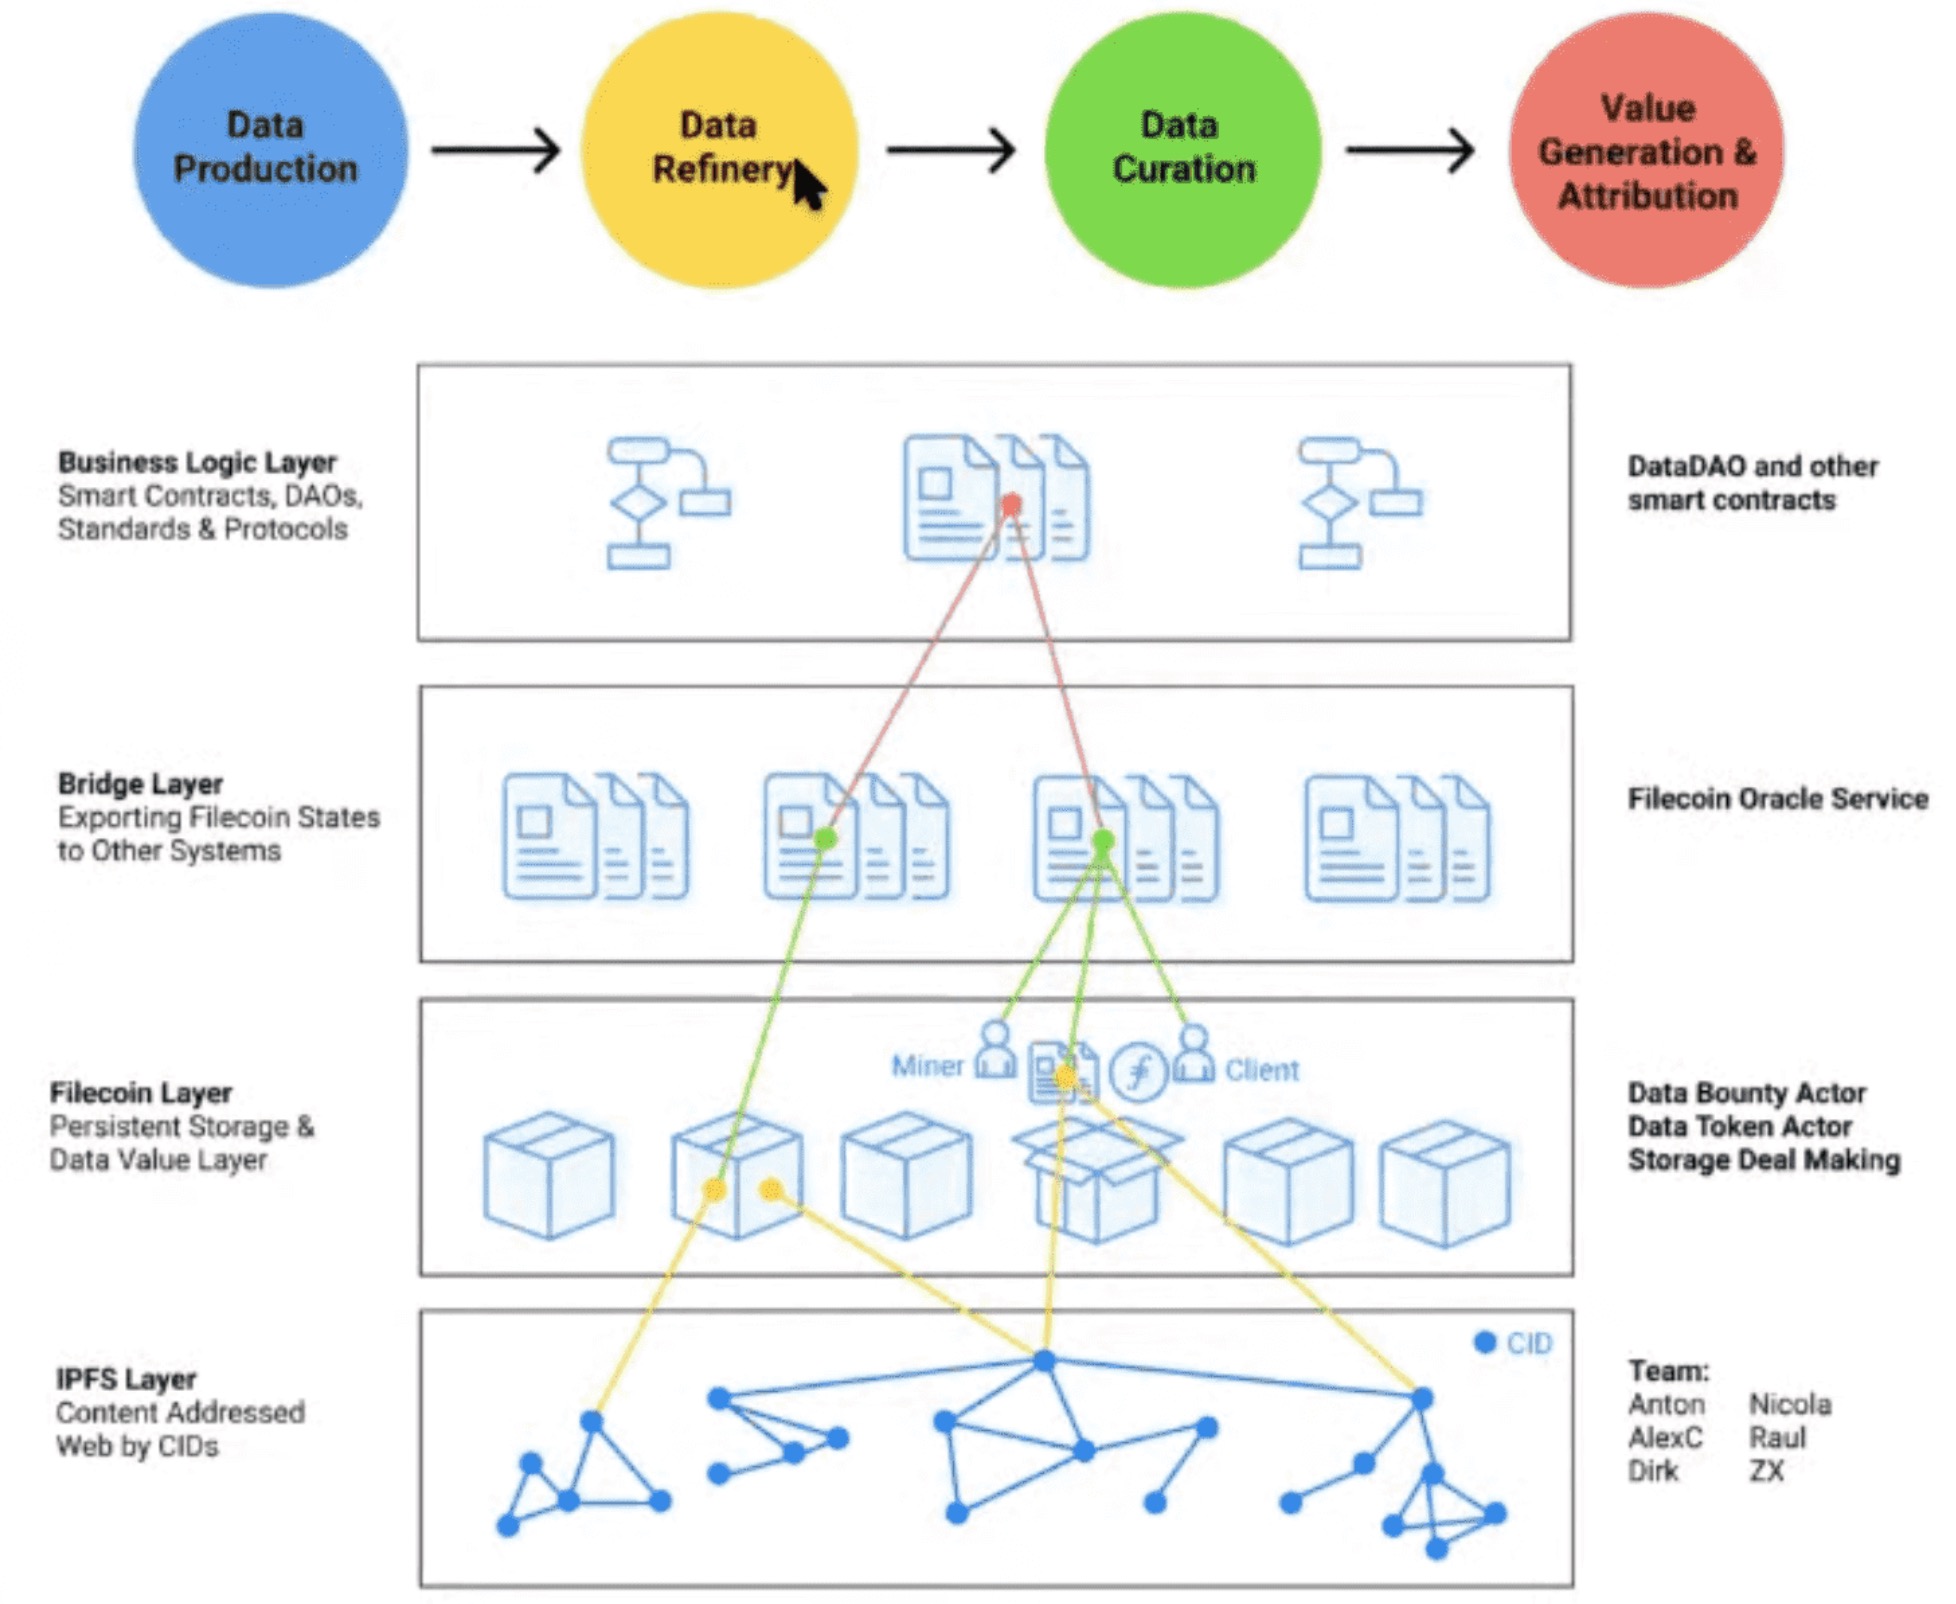 Data
Production
Data
Refinery
Data
Curation
Value
Generation &
Attribution
Business Logic Layer
Smart Contracts, DAOs,
Standards & Protocols
DataDAO and other
smart contracts
Bridge Layer
Exporting Filecoin States
to Other Systems
Filecoin Oracle Service
Filecoin Layer
Persistent Storage &
Data Value Layer
Miner
Client
Data Bounty Actor
Data Token Actor
Storage Deal Making
IPFS Layer
Content Addressed
Web by CIDs
CID
Team:
Anton Nicola
AlexC Raul
Dirk ZX